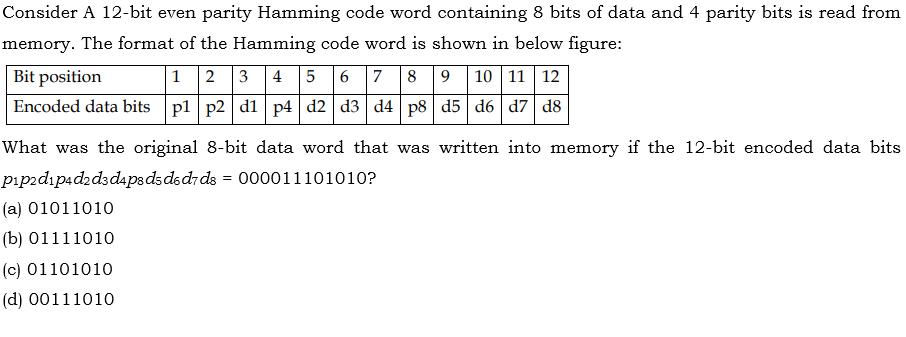 Consider A 12-bit even parity Hamming code word containing 8 bits of data and 4 parity bits is read from
memory. The format of the Hamming code word is shown in below figure:
Bit position 1 2 3 4 5 6 7 8 9 10 11 12
Encoded data bits p1 p2 d1 p4 d2 d3 d4 p8 d5 d6 d7 d8
What was the original 8-bit data word that was written into memory if the 12-bit encoded data bits
p₁p₂d₁p₄d₂d₃d₄p₈d₅d₆d₇d₈ = 000011101010?
(a) 01011010
(b) 01111010
(c) 01101010
(d) 00111010